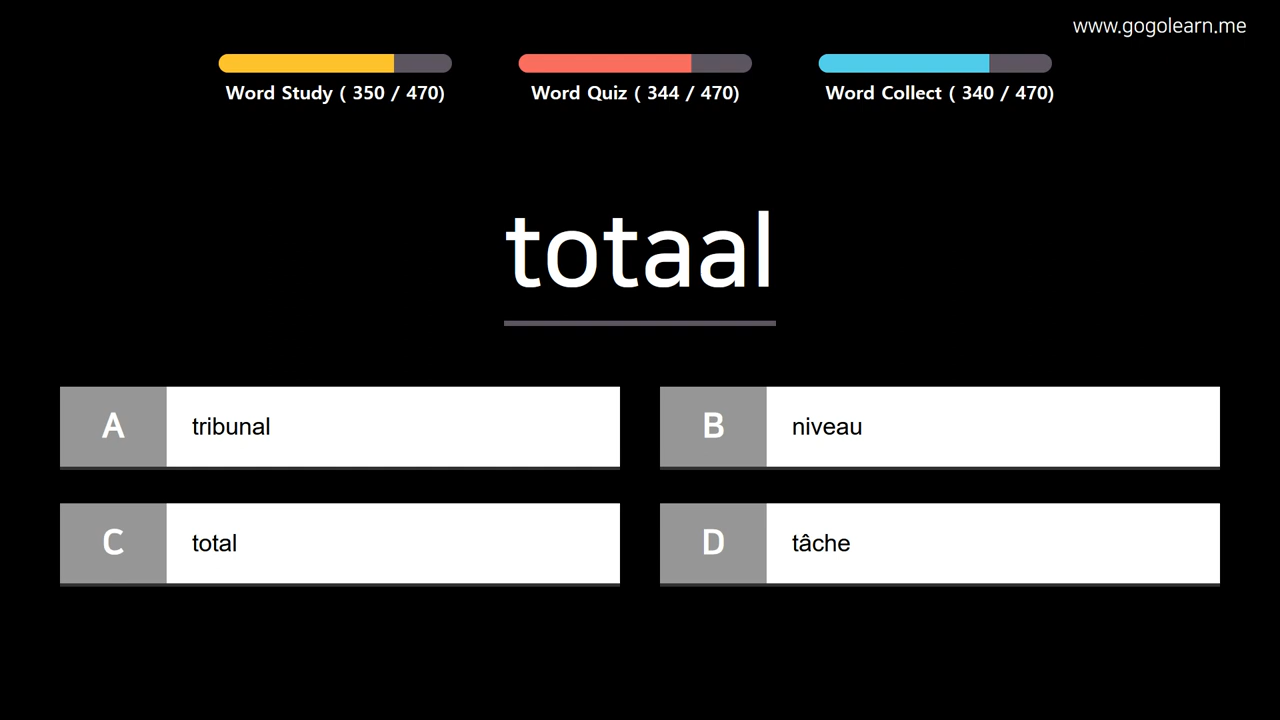 www.gogolearn.me
Word Study ( 350 / 470)
Word Quiz ( 344 / 470)
Word Collect ( 340 / 470)
totaal
A tribunal
B niveau
C total
D tâche